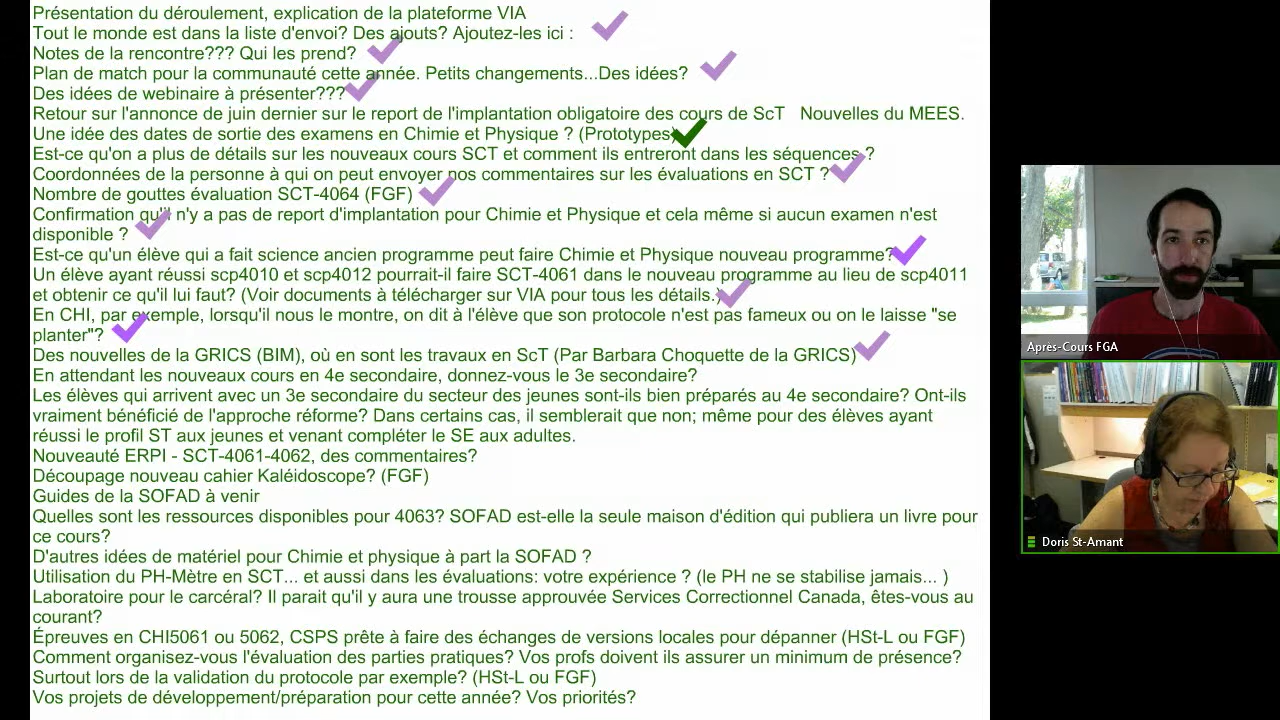 Présentation du déroulement, explication de la plateforme VIA
Tout le monde est dans la liste d'envoi? Des ajouts? Ajoutez-les ici :
Notes de la rencontre??? Qui les prend?
Plan de match pour la communauté cette année. Petits changements...Des idées?
Des idées de webinaire à présenter???
Retour sur l'annonce de juin dernier sur le report de l'implantation obligatoire des cours de ScT Nouvelles du MEES.
Une idée des dates de sortie des examens en Chimie et Physique ? (Prototypes)
Est-ce qu'on a plus de détails sur les nouveaux cours SCT et comment ils entreront dans les séquences ?
Coordonnées de la personne à qui on peut envoyer nos commentaires sur les évaluations en SCT ?
Nombre de gouttes évaluation SCT-4064 (FGF)
Confirmation qu'il n'y a pas de report d'implantation pour Chimie et Physique et cela même si aucun examen n'est
disponible ?
Est-ce qu'un élève qui a fait science ancien programme peut faire Chimie et Physique nouveau programme?
Un élève ayant réussi scp4010 et scp4012 pourrait-il faire SCT-4061 dans le nouveau programme au lieu de scp4011
et obtenir ce qu'il lui faut? (Voir documents à télécharger sur VIA pour tous les détails.)
En CHI, par exemple, lorsqu'il nous le montre, on dit à l'élève que son protocole n'est pas fameux ou on le laisse "se
planter"?
Des nouvelles de la GRICS (BIM), où en sont les travaux en ScT (Par Barbara Choquette de la GRICS)
En attendant les nouveaux cours en 4e secondaire, donnez-vous le 3e secondaire?
Les élèves qui arrivent avec un 3e secondaire du secteur des jeunes sont-ils bien préparés au 4e secondaire? Ont-ils
vraiment bénéficié de l'approche réforme? Dans certains cas, il semblerait que non; même pour des élèves ayant
réussi le profil ST aux jeunes et venant compléter le SE aux adultes.
Nouveauté ERPI - SCT-4061-4062, des commentaires?
Découpage nouveau cahier Kaléidoscope? (FGF)
Guides de la SOFAD à venir
Quelles sont les ressources disponibles pour 4063? SOFAD est-elle la seule maison d'édition qui publiera un livre pour
ce cours?
D'autres idées de matériel pour Chimie et physique à part la SOFAD ?
Utilisation du PH-Mètre en SCT... et aussi dans les évaluations: votre expérience ? (le PH ne se stabilise jamais... )
Laboratoire pour le carcéral? Il parait qu'il y aura une trousse approuvée Services Correctionnel Canada, êtes-vous au
courant?
Épreuves en CHI5061 ou 5062, CSPS prête à faire des échanges de versions locales pour dépanner (HSt-L ou FGF)
Comment organisez-vous l'évaluation des parties pratiques? Vos profs doivent ils assurer un minimum de présence?
Surtout lors de la validation du protocole par exemple? (HSt-L ou FGF)
Vos projets de développement/préparation pour cette année? Vos priorités?
Après-Cours FGA
Doris St-Amant